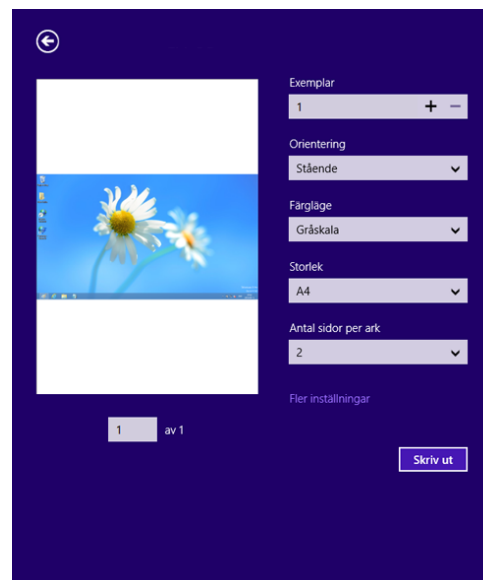 Exemplar
1
Orientering
Stående
Färgläge
Gråskala
Storlek
A4
Antal sidor per ark
2
Fler inställningar
1 av 1
Skriv ut